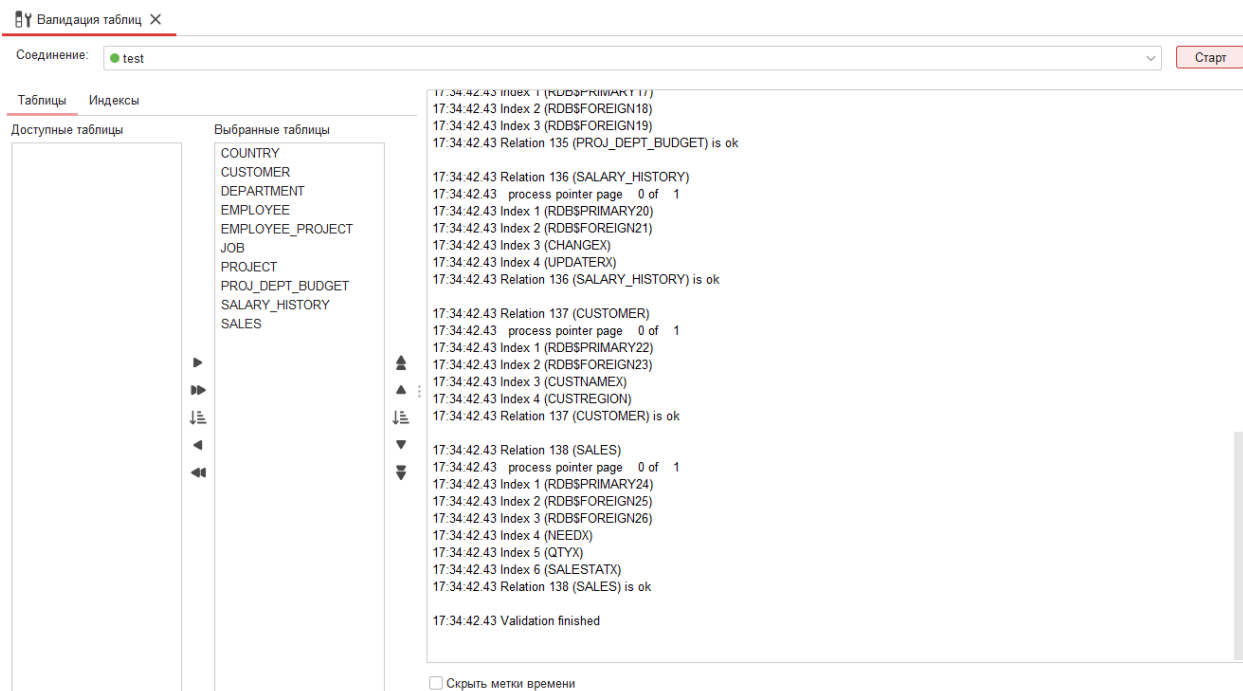 Валидация таблиц
Соединение:
test
Старт
Таблицы Индексы
Доступные таблицы
Выбранные таблицы
COUNTRY
CUSTOMER
DEPARTMENT
EMPLOYEE
EMPLOYEE_PROJECT
JOB
PROJECT
PROJ_DEPT_BUDGET
SALARY_HISTORY
SALES
17:34:42.43 Index 1 (RDB$PRIMARY17)
17:34:42.43 Index 2 (RDB$FOREIGN18)
17:34:42.43 Index 3 (RDB$FOREIGN19)
17:34:42.43 Relation 135 (PROJ_DEPT_BUDGET) is ok
17:34:42.43 Relation 136 (SALARY_HISTORY)
17:34:42.43 process pointer page 0 of 1
17:34:42.43 Index 1 (RDB$PRIMARY20)
17:34:42.43 Index 2 (RDB$FOREIGN21)
17:34:42.43 Index 3 (CHANGEX)
17:34:42.43 Index 4 (UPDATERX)
17:34:42.43 Relation 136 (SALARY_HISTORY) is ok
17:34:42.43 Relation 137 (CUSTOMER)
17:34:42.43 process pointer page 0 of 1
17:34:42.43 Index 1 (RDB$PRIMARY22)
17:34:42.43 Index 2 (RDB$FOREIGN23)
17:34:42.43 Index 3 (CUSTNAMEX)
17:34:42.43 Index 4 (CUSTREGION)
17:34:42.43 Relation 137 (CUSTOMER) is ok
17:34:42.43 Relation 138 (SALES)
17:34:42.43 process pointer page 0 of 1
17:34:42.43 Index 1 (RDB$PRIMARY24)
17:34:42.43 Index 2 (RDB$FOREIGN25)
17:34:42.43 Index 3 (RDB$FOREIGN26)
17:34:42.43 Index 4 (NEEDX)
17:34:42.43 Index 5 (QTYX)
17:34:42.43 Index 6 (SALESTATX)
17:34:42.43 Relation 138 (SALES) is ok
17:34:42.43 Validation finished
Скрыть метки времени